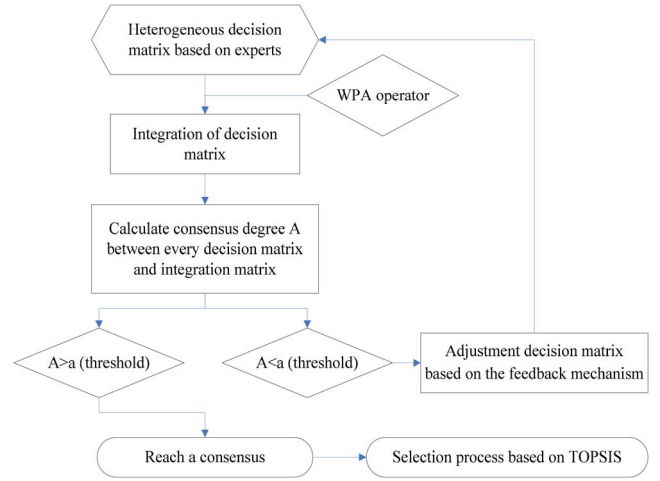 Heterogeneous decision
matrix based on experts
WPA operator
Integration of decision
matrix
Calculate consensus degree A
between every decision matrix
and integration matrix
A>a (threshold)
A<a (threshold)
Adjustment decision matrix
based on the feedback mechanism
Reach a consensus
Selection process based on TOPSIS